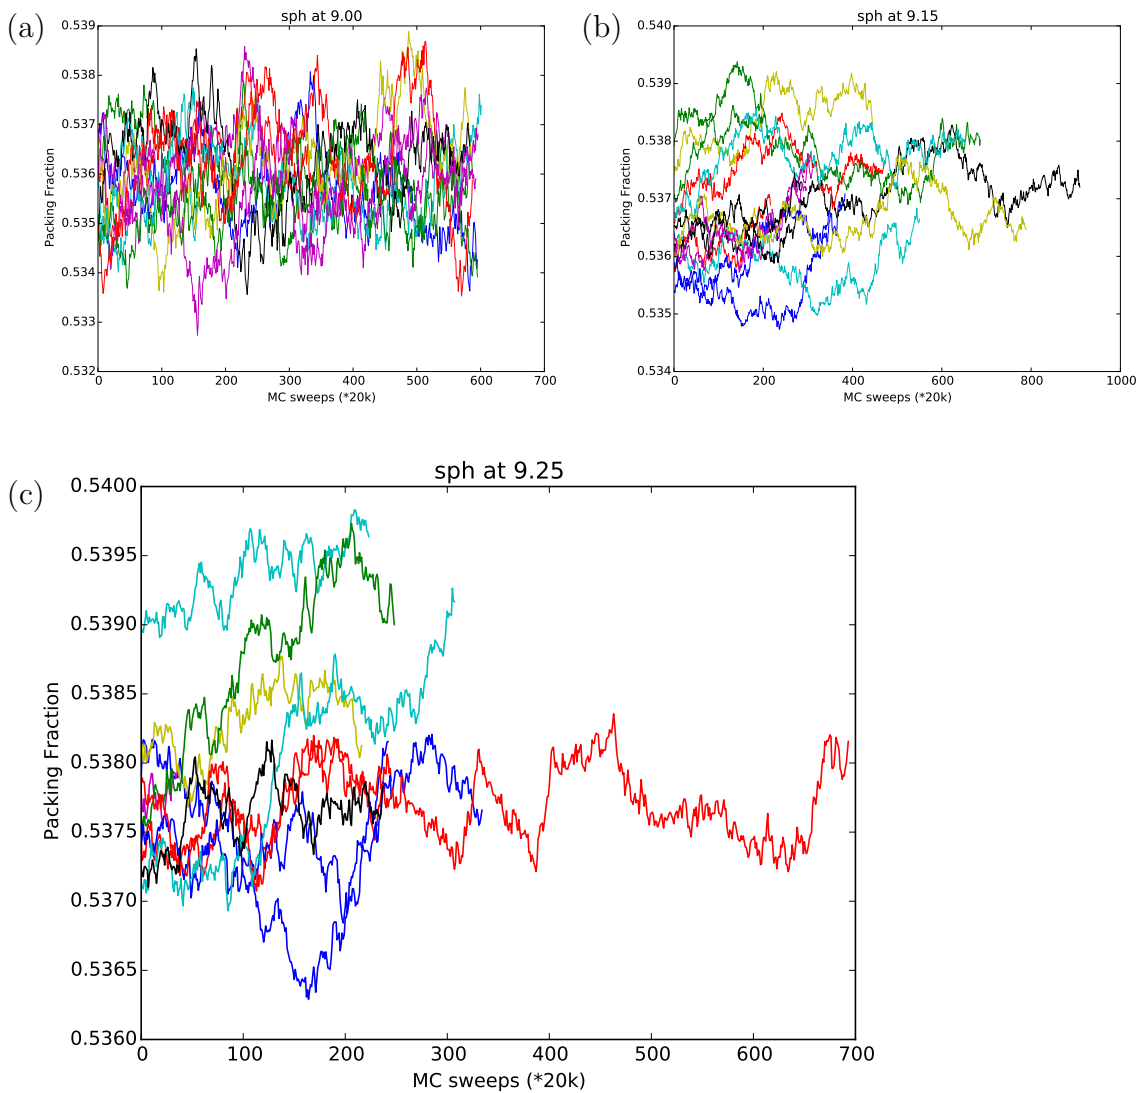 (a)
sph at 9.00
0.539
0.538
0.537
0.536
0.535
0.534
0.533
0.532
Packing Fraction
0 100 200 300 400 500 600 700
MC sweeps (*20k)
(b)
sph at 9.15
0.540
0.539
0.538
0.537
0.536
0.535
0.534
Packing Fraction
0 200 400 600 800 1000
MC sweeps (*20k)
(c)
sph at 9.25
0.5400
0.5395
0.5390
0.5385
0.5380
0.5375
0.5370
0.5365
0.5360
Packing Fraction
0 100 200 300 400 500 600 700
MC sweeps (*20k)